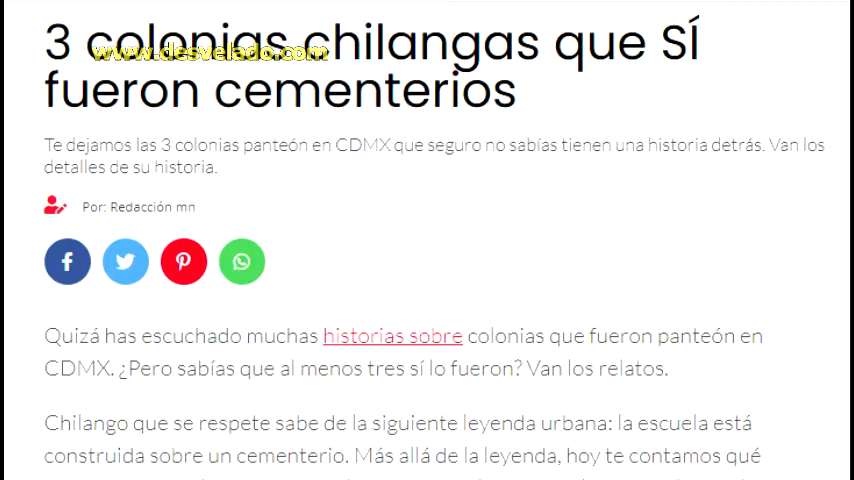 3 colonias chilangas que SÍ
www.desvelado.com
fueron cementerios
Te dejamos las 3 colonias panteón en CDMX que seguro no sabías tienen una historia detrás. Van los
detalles de su historia.
Por: Redacción mn
Quizá has escuchado muchas historias sobre colonias que fueron panteón en
CDMX. ¿Pero sabías que al menos tres sí lo fueron? Van los relatos.
Chilango que se respete sabe de la siguiente leyenda urbana: la escuela está
construida sobre un cementerio. Más allá de la leyenda, hoy te contamos qué